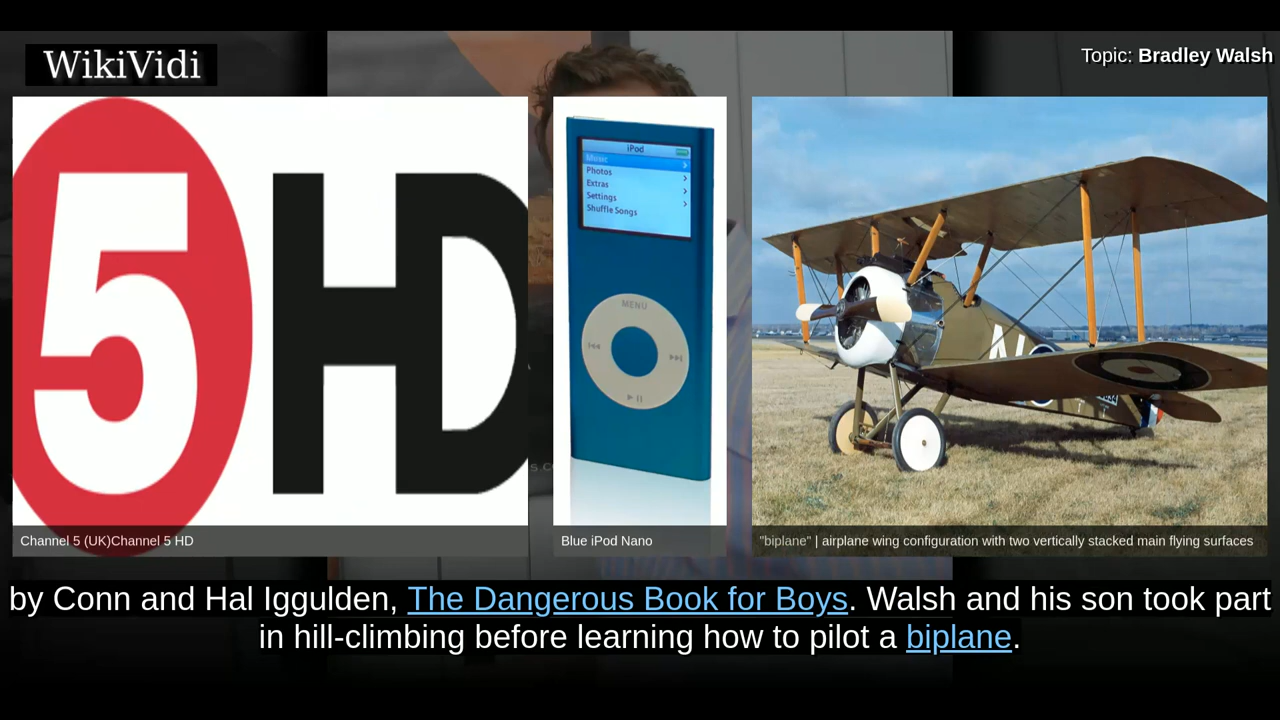 WikiVidi
Topic: Bradley Walsh
5 HD
iPod
Music
Photos
Extras
Settings
Shuffle Songs
MENU
Channel 5 (UK)Channel 5 HD
Blue iPod Nano
"biplane" | airplane wing configuration with two vertically stacked main flying surfaces
by Conn and Hal Iggulden, The Dangerous Book for Boys. Walsh and his son took part
in hill-climbing before learning how to pilot a biplane.